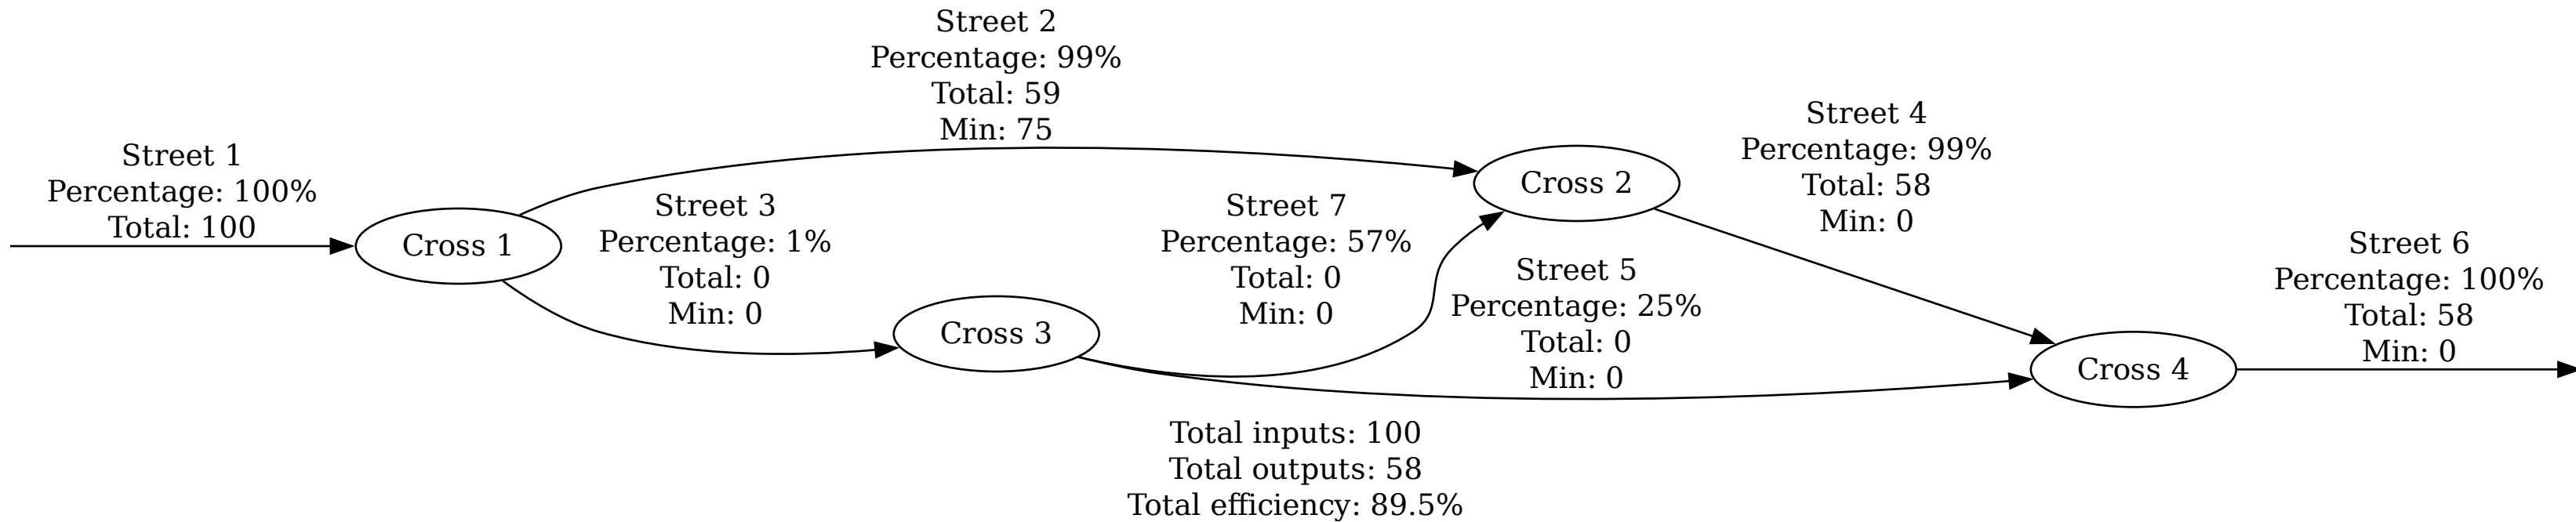 Street 2
Percentage: 99%
Total: 59
Min: 75
Street 1
Percentage: 100%
Total: 100
Cross 1
Street 3
Percentage: 1%
Total: 0
Min: 0
Cross 3
Street 7
Percentage: 57%
Total: 0
Min: 0
Cross 2
Street 5
Percentage: 25%
Total: 0
Min: 0
Street 4
Percentage: 99%
Total: 58
Min: 0
Cross 4
Street 6
Percentage: 100%
Total: 58
Min: 0
Total inputs: 100
Total outputs: 58
Total efficiency: 89.5%